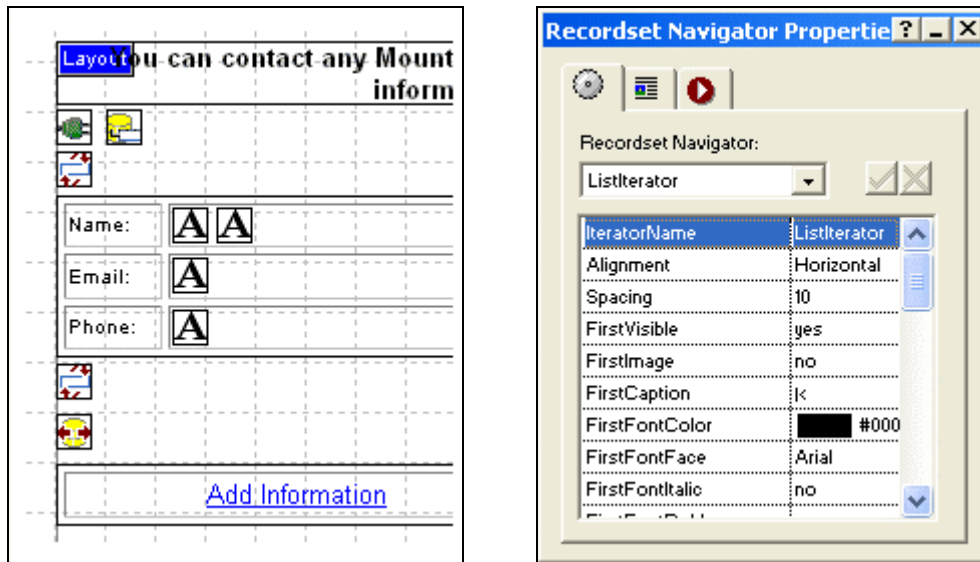 Layout You can contact any Mount
inform
Name: A A
Email: A
Phone: A
Add Information
Recordset Navigator Propertie
Recordset Navigator:
ListIterator
IteratorName ListIterator
Alignment Horizontal
Spacing 10
FirstVisible yes
FirstImage no
FirstCaption |<
FirstFontColor #000
FirstFontFace Arial
FirstFontItalic no